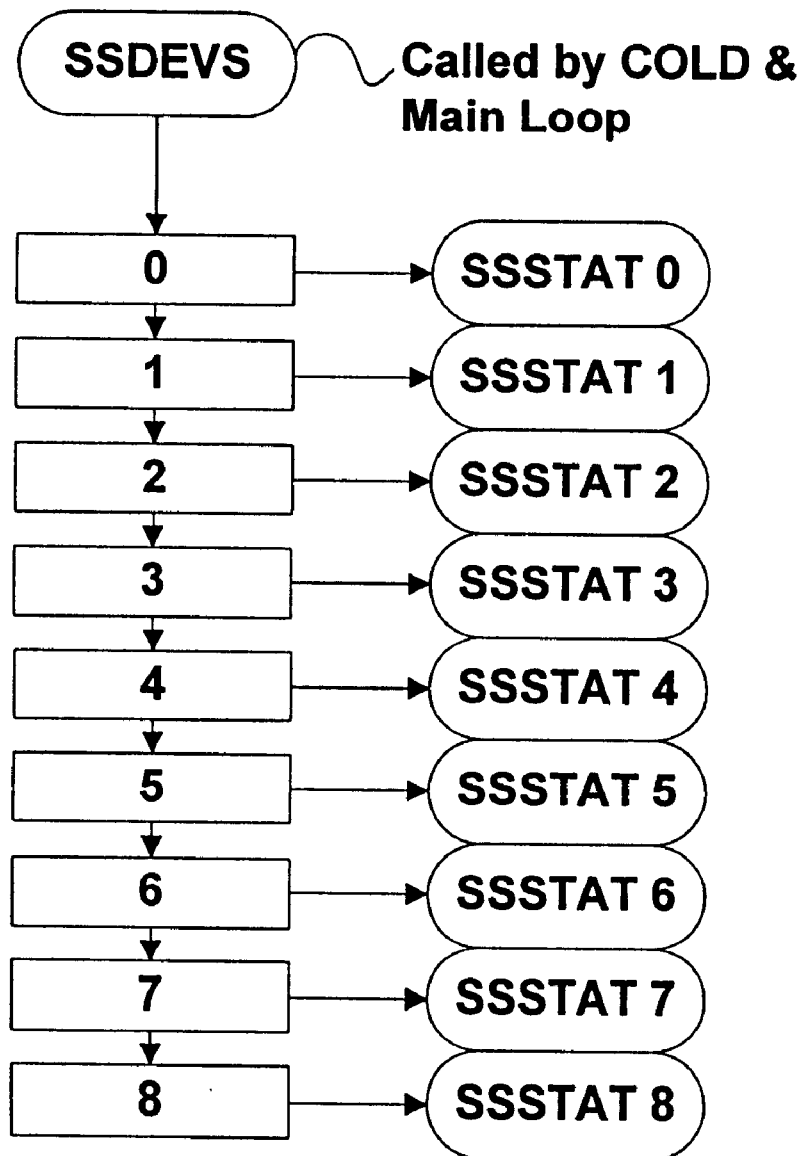 SSDEVS
Called by COLD &
Main Loop
0
SSSTAT 0
1
SSSTAT 1
2
SSSTAT 2
3
SSSTAT 3
4
SSSTAT 4
5
SSSTAT 5
6
SSSTAT 6
7
SSSTAT 7
8
SSSTAT 8